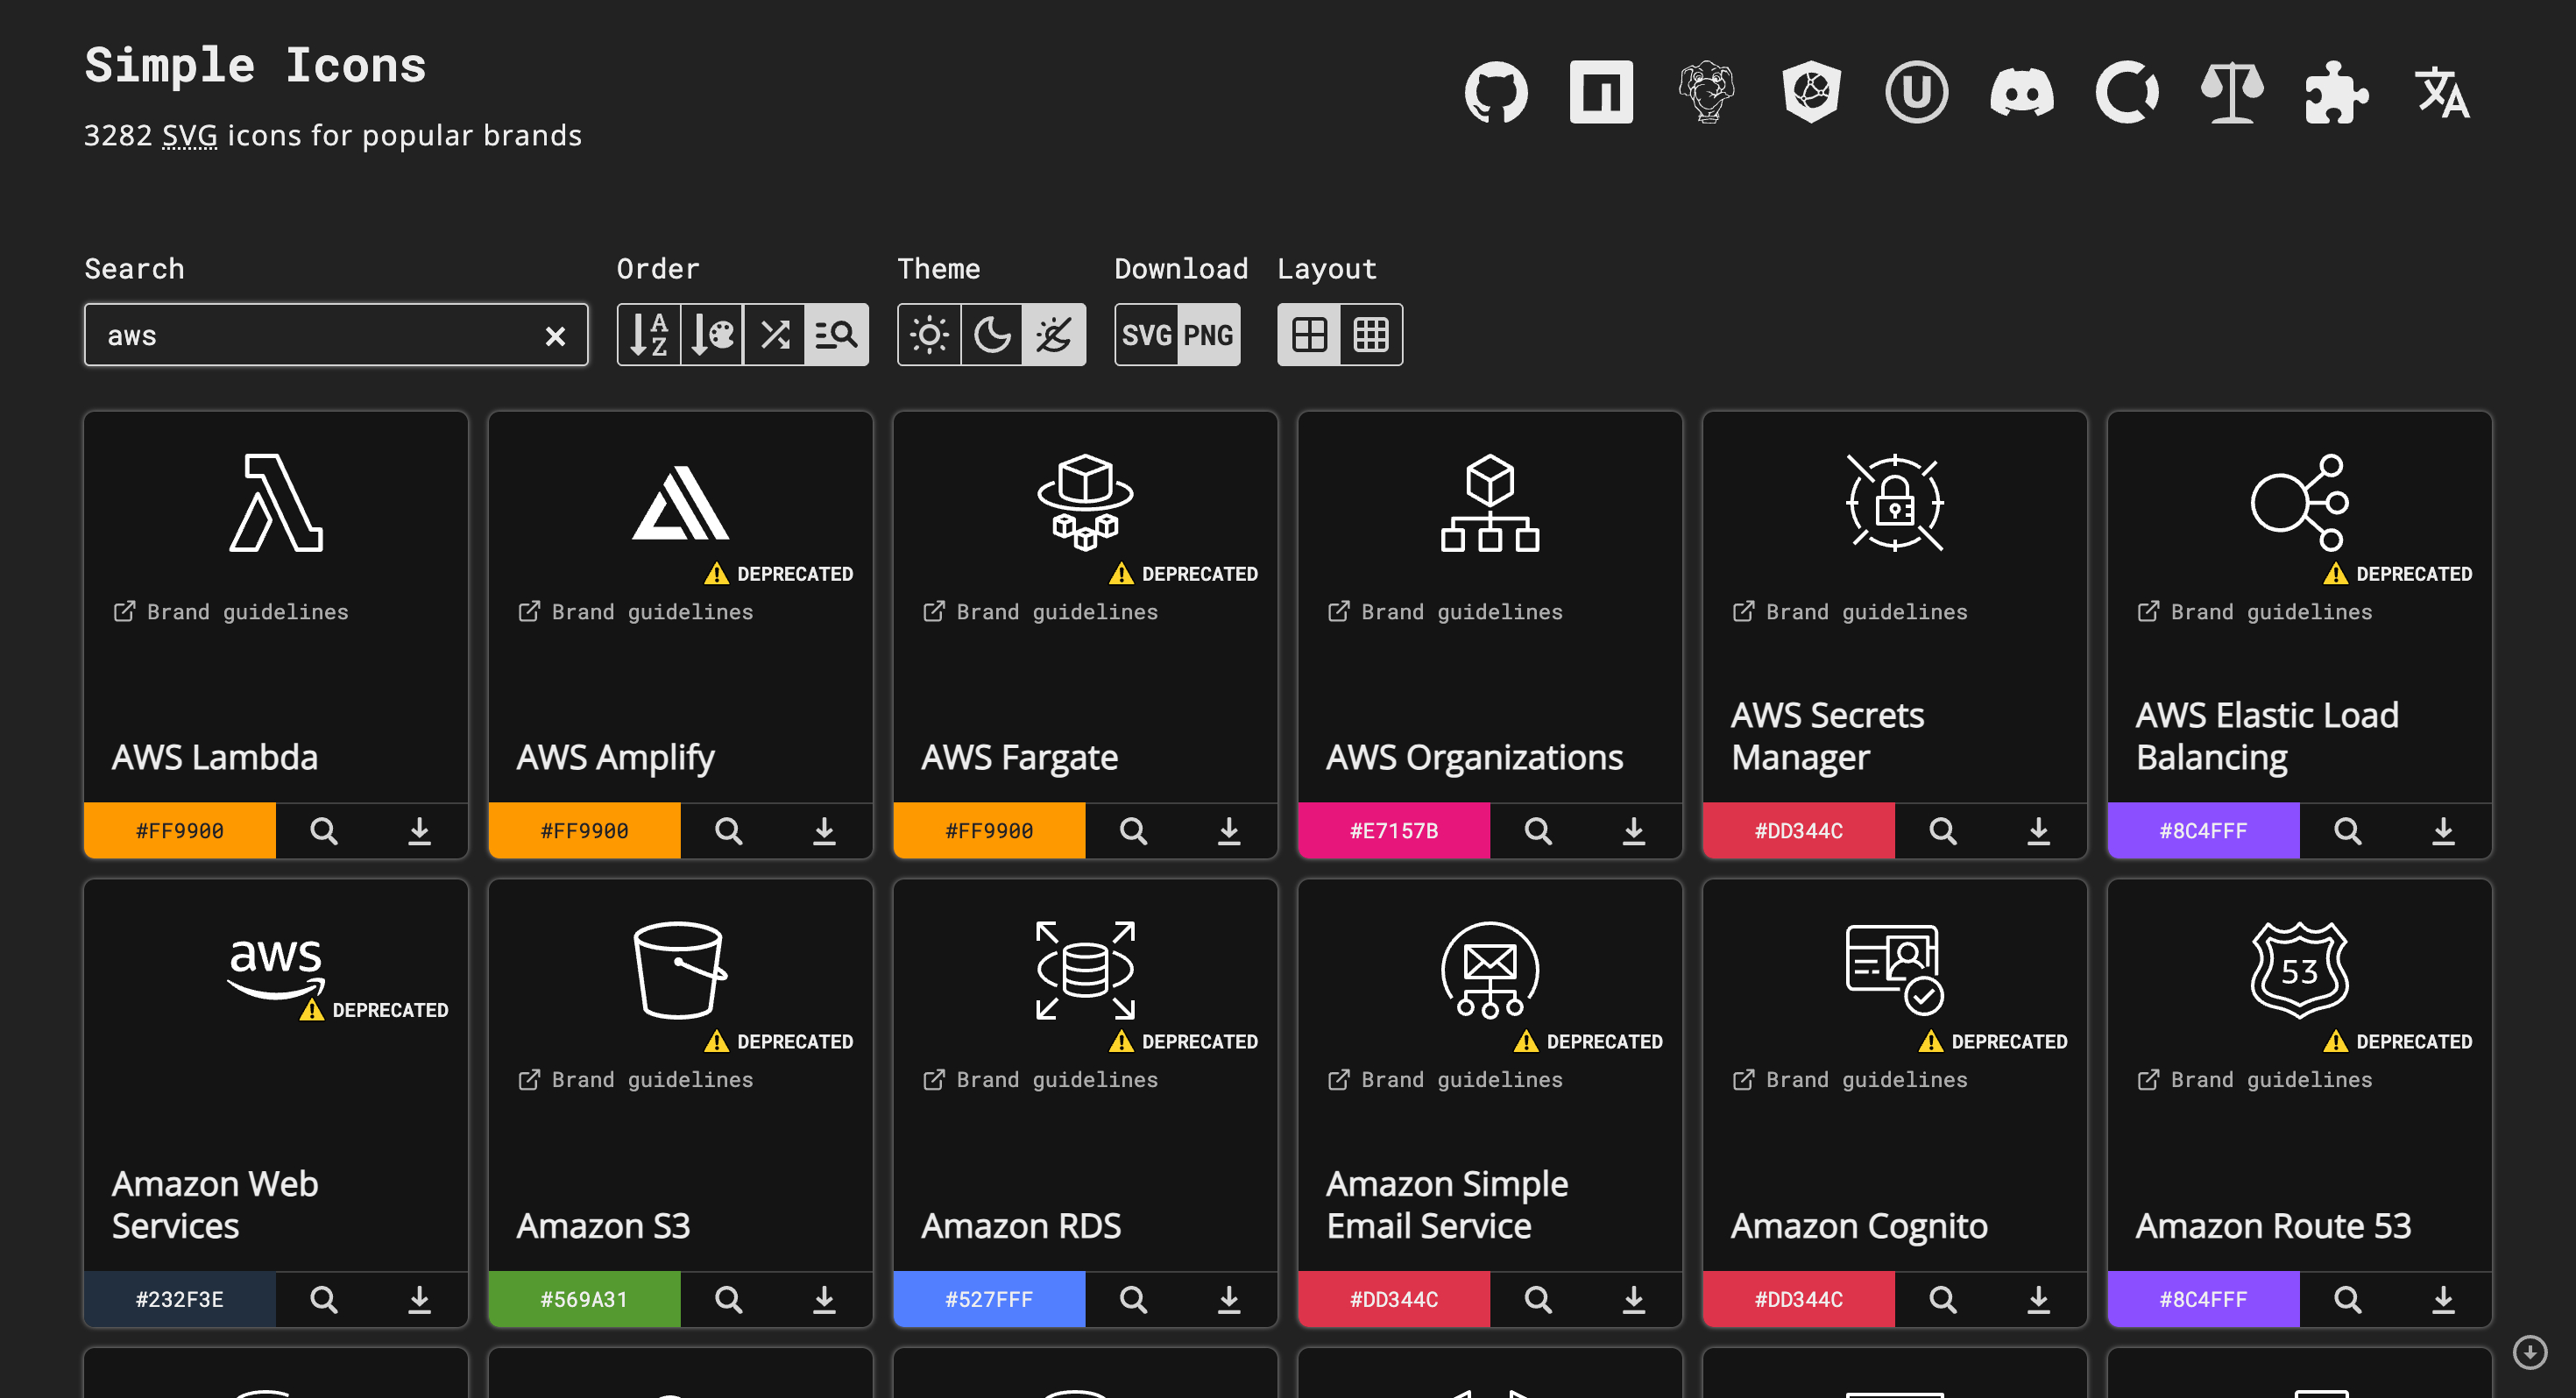 Simple Icons
3282 SVG icons for popular brands
Search
Order
Theme
Download
Layout
aws
A
Z
SVG
PNG
Brand guidelines
AWS Lambda
#FF9900
DEPRECATED
Brand guidelines
AWS Amplify
#FF9900
DEPRECATED
Brand guidelines
AWS Fargate
#FF9900
Brand guidelines
AWS Organizations
#E7157B
Brand guidelines
AWS Secrets
Manager
#DD344C
DEPRECATED
Brand guidelines
AWS Elastic Load
Balancing
#8C4FFF
aws
DEPRECATED
Amazon Web
Services
#232F3E
DEPRECATED
Brand guidelines
Amazon S3
#569A31
DEPRECATED
Brand guidelines
Amazon RDS
#527FFF
DEPRECATED
Brand guidelines
Amazon Simple
Email Service
#DD344C
DEPRECATED
Brand guidelines
Amazon Cognito
#DD344C
53
DEPRECATED
Brand guidelines
Amazon Route 53
#8C4FFF